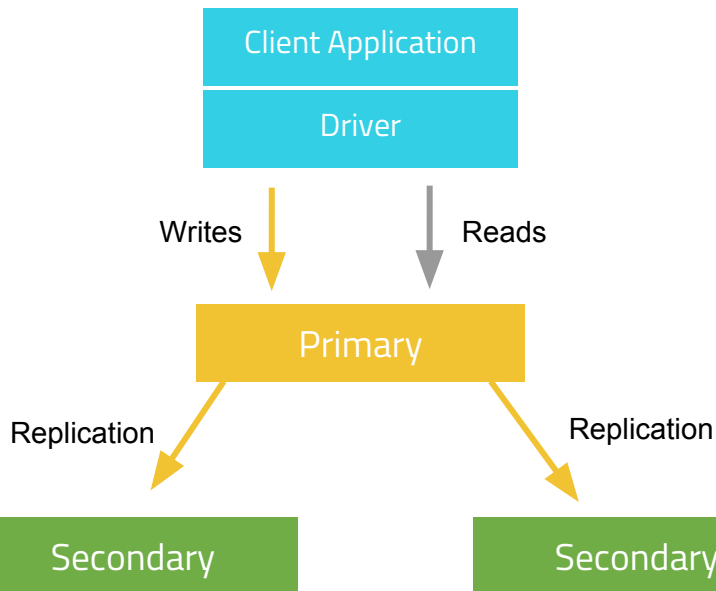 Client Application
Driver
Writes
Reads
Primary
Replication
Replication
Secondary
Secondary